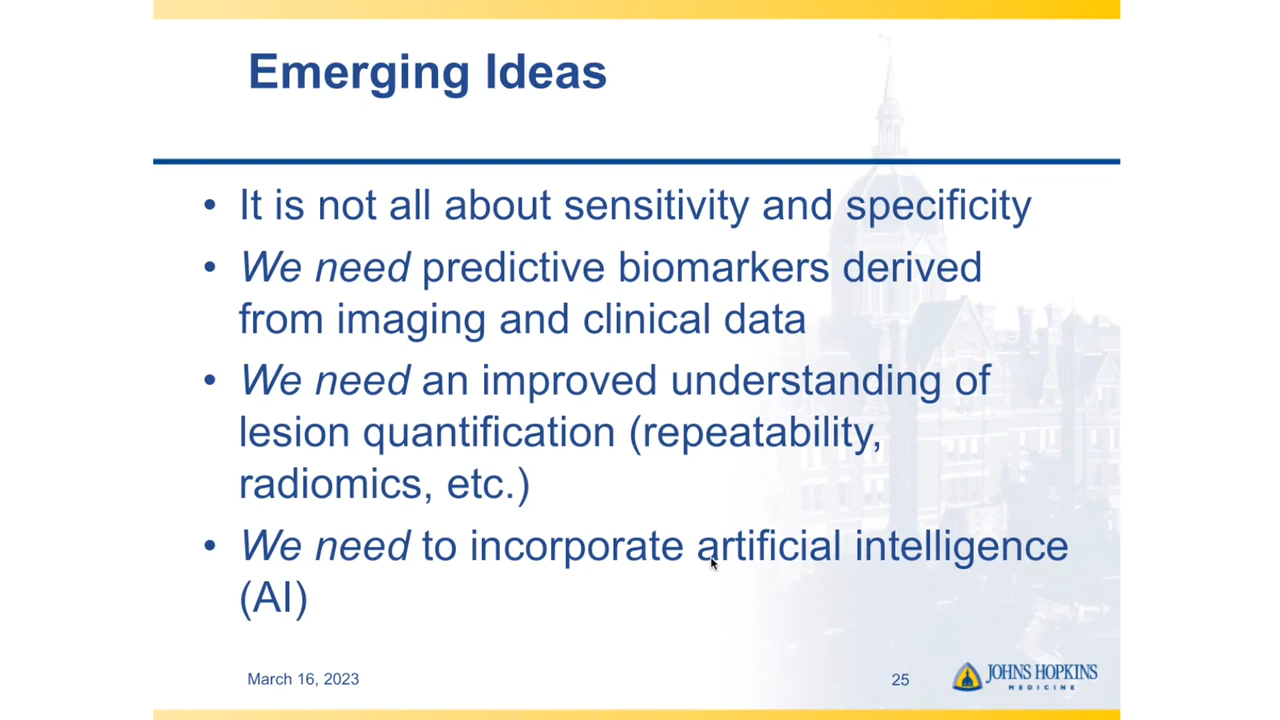 Emerging Ideas
• It is not all about sensitivity and specificity
• We need predictive biomarkers derived
from imaging and clinical data
• We need an improved understanding of
lesion quantification (repeatability,
radiomics, etc.)
• We need to incorporate artificial intelligence
(AI)
March 16, 2023
25
JOHNS HOPKINS
MEDICINE